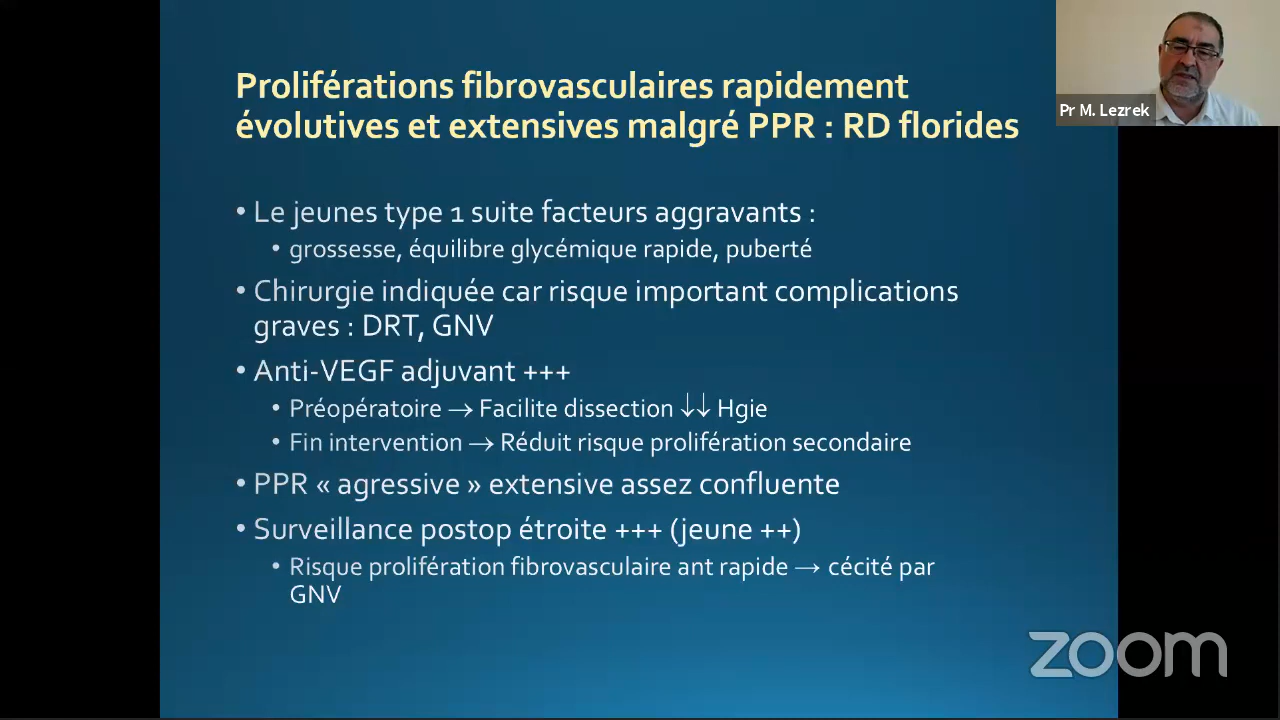 Proliférations fibrovasculaires rapidement
évolutives et extensives malgré PPR : RD florides
Pr M. Lezrek
• Le jeunes type 1 suite facteurs aggravants :
• grossesse, équilibre glycémique rapide, puberté
• Chirurgie indiquée car risque important complications
graves : DRT, GNV
• Anti-VEGF adjuvant +++
• Préopératoire → Facilite dissection ↓↓ Hgie
• Fin intervention → Réduit risque prolifération secondaire
• PPR « agressive » extensive assez confluente
• Surveillance postop étroite +++ (jeune ++)
• Risque prolifération fibrovasculaire ant rapide → cécité par
GNV
zoom